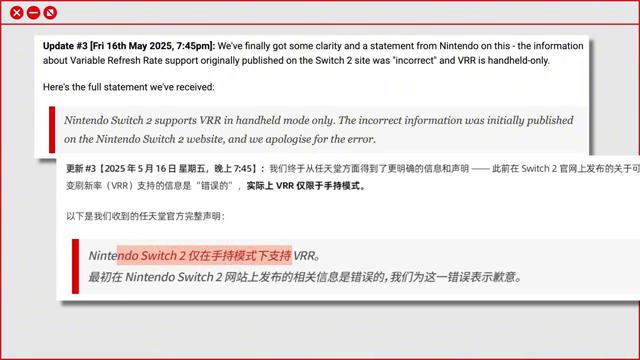 Update #3 [Fri 16th May 2025, 7:45pm]: We've finally got some clarity and a statement from Nintendo on this - the information
about Variable Refresh Rate support originally published on the Switch 2 site was "incorrect" and VRR is handheld-only.
Here's the full statement we've received:
Nintendo Switch 2 supports VRR in handheld mode only. The incorrect information was initially published
on the Nintendo Switch 2 website, and we apologise for the error.
更新 #3【2025 年 5 月 16 日 星期五，晚上 7:45】：我们终于从任天堂方面得到了更明确的信息和声明 —— 此前在 Switch 2 官网上发布的关于可
变刷新率（VRR）支持的信息是 “错误的” ，实际上 VRR 仅限于手持模式。
以下是我们收到的任天堂官方完整声明：
Nintendo Switch 2 仅在手持模式下支持 VRR。
最初在 Nintendo Switch 2 网站上发布的相关信息是错误的，我们为这一错误表示歉意。